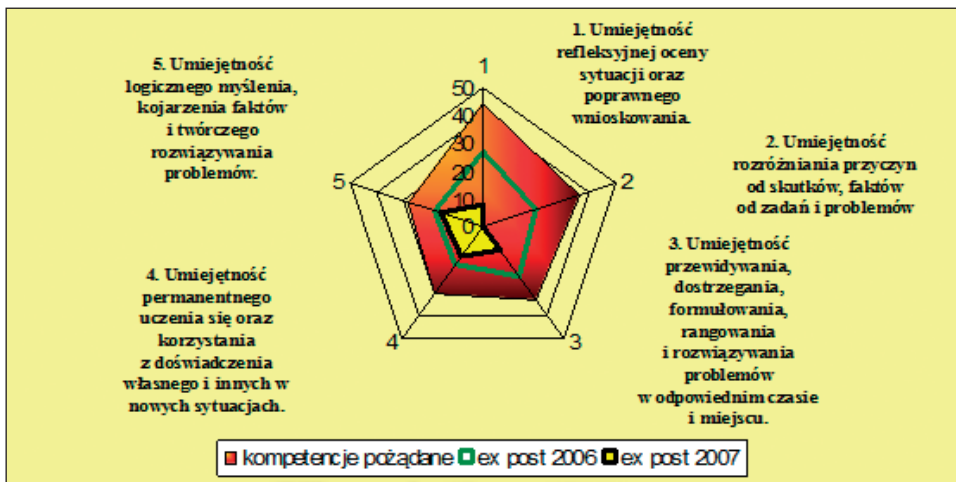 1. Umiejętność
refleksyjnej oceny
sytuacji oraz
poprawnego
wnioskowania.
5. Umiejętność
logicznego myślenia,
kojarzenia faktów
i twórczego
rozwiązywania
problemów.
2. Umiejętność
rozróżniania przyczyn
od skutków, faktów
od zadań i problemów
3. Umiejętność
przewidywania,
dostrzegania,
formułowania,
rangowania
i rozwiązywania
problemów
w odpowiednim czasie
i miejscu.
4. Umiejętność
permanentnego
uczenia się oraz
korzystania
z doświadczenia
własnego i innych w
nowych sytuacjach.
1
50
40
30
20
10
0
2
3
4
5
kompetencje pożądane ex post 2006 ex post 2007